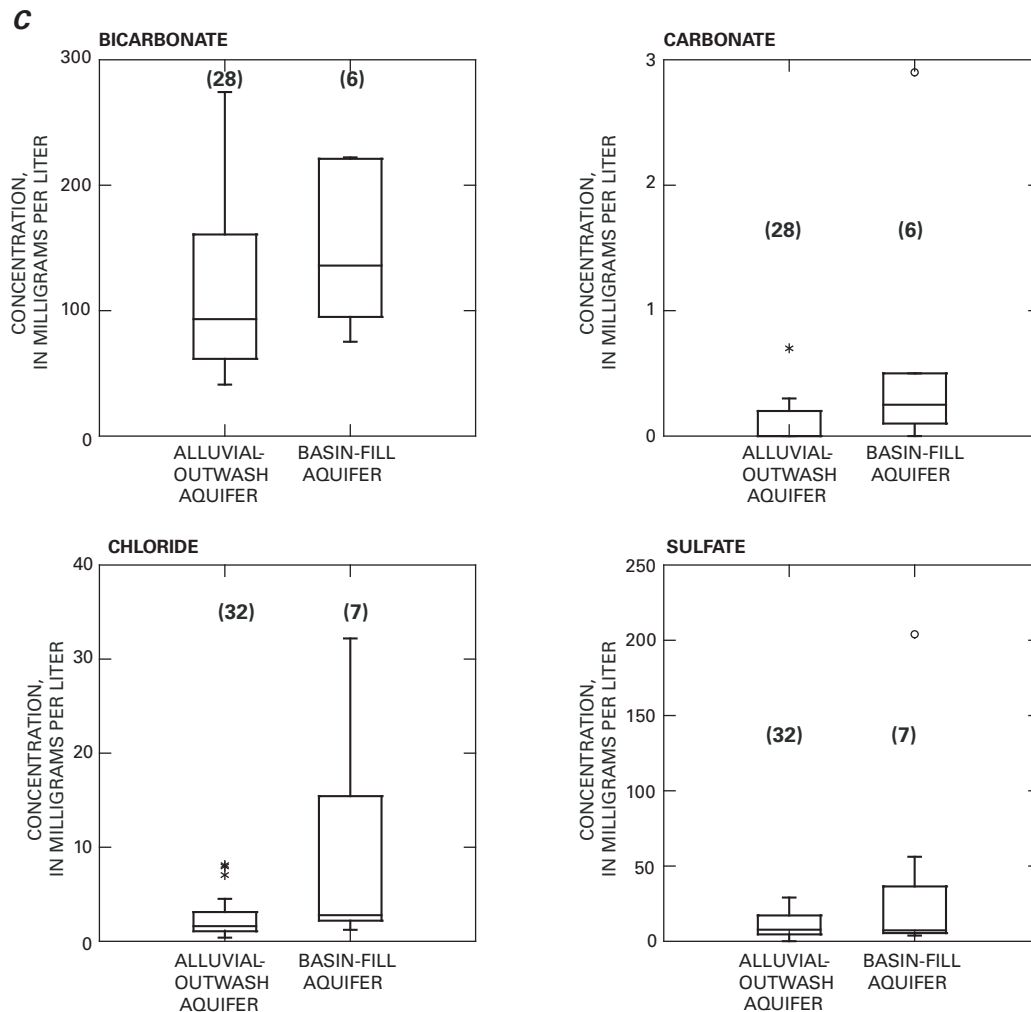 C
BICARBONATE
300
200
100
0
CONCENTRATION,
IN MILLIGRAMS PER LITER
(28)
(6)
ALLUVIAL-
OUTWASH
AQUIFER
BASIN-FILL
AQUIFER
CARBONATE
3
2
1
0
CONCENTRATION,
IN MILLIGRAMS PER LITER
(28)
(6)
ALLUVIAL-
OUTWASH
AQUIFER
BASIN-FILL
AQUIFER
CHLORIDE
40
30
20
10
0
CONCENTRATION,
IN MILLIGRAMS PER LITER
(32)
(7)
ALLUVIAL-
OUTWASH
AQUIFER
BASIN-FILL
AQUIFER
SULFATE
250
200
150
100
50
0
CONCENTRATION,
IN MILLIGRAMS PER LITER
(32)
(7)
ALLUVIAL-
OUTWASH
AQUIFER
BASIN-FILL
AQUIFER